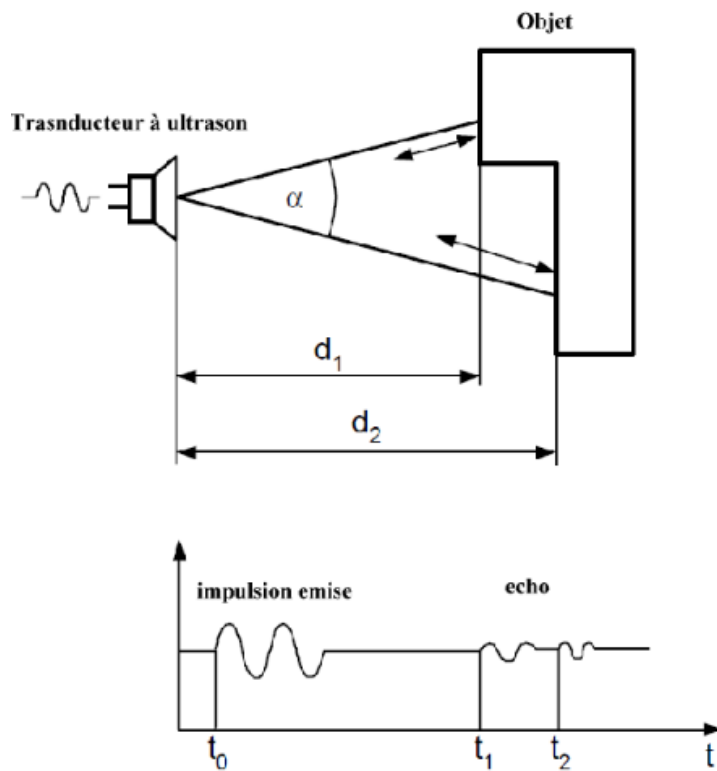 Objet
Trasnducteur à ultrason
α
d1
d2
impulsion emise
echo
t0
t1
t2
t